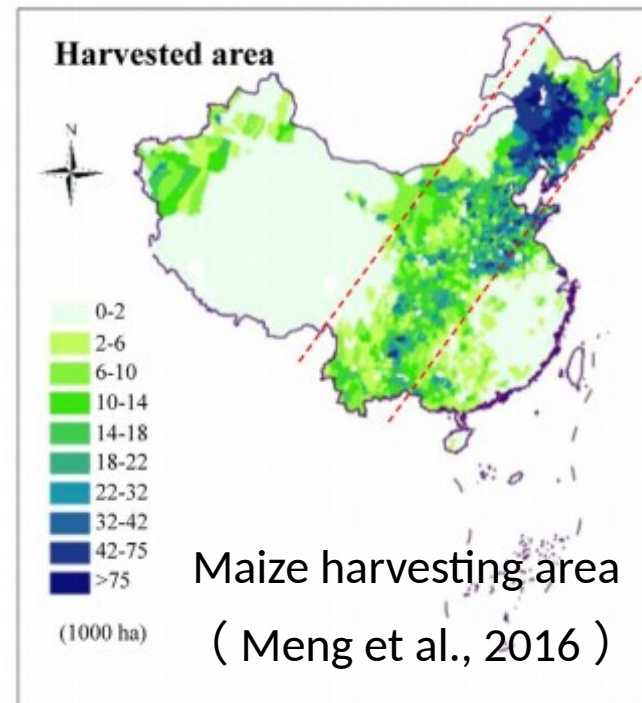 Harvested area
N
0-2
2-6
6-10
10-14
14-18
18-22
22-32
32-42
42-75
>75
(1000 ha)
Maize harvesting area
（ Meng et al., 2016 ）